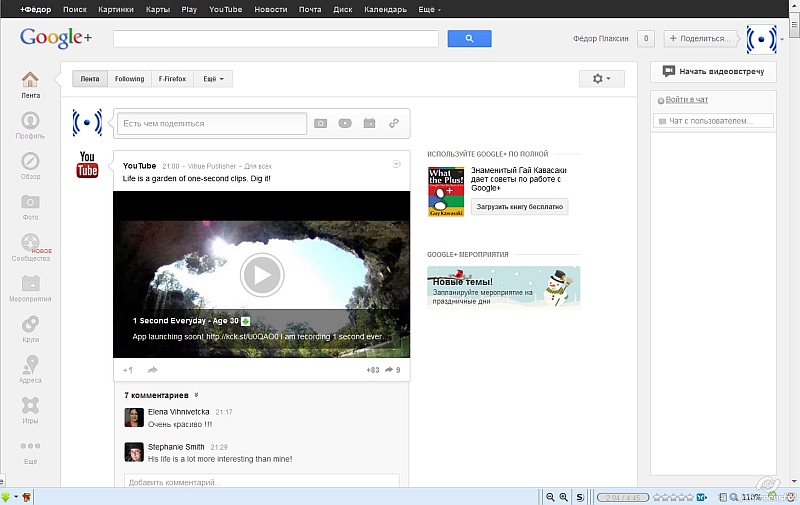 +Фёдор Поиск Картинки Карты Play YouTube Новости Почта Диск Календарь Ещё
Google+
Фёдор Плаксин 0 + Поделиться...
Лента
Профиль
Обзор
Фото
НОВОЕ
Сообщества
Мероприятия
Круги
Адреса
Игры
Ещё
Лента Following F-Firefox Ещё
Есть чем поделиться
You
Tube
YouTube 21:00 - Vitrue Publisher - Для всех
Life is a garden of one-second clips. Dig it!
1 Second Everyday - Age 30
App launching soon! http://kck.st/U0QAO0 I am recording 1 second ever...
+1
+83 9
7 комментариев
Elena Vihnivetcka 21:17
Очень красиво !!!
Stephanie Smith 21:29
His life is a lot more interesting than mine!
Добавить комментарий...
ИСПОЛЬЗУЙТЕ GOOGLE+ ПО ПОЛНОЙ
What
the Plus!
Guy Kawasaki
Знаменитый Гай Кавасаки
дает советы по работе с
Google+
Загрузить книгу бесплатно
GOOGLE+ МЕРОПРИЯТИЯ
Новые темы!
Запланируйте мероприятие на
праздничные дни
Начать видеовстречу
Войти в чат
Чат с пользователем...
2:04 / 4:45
110%